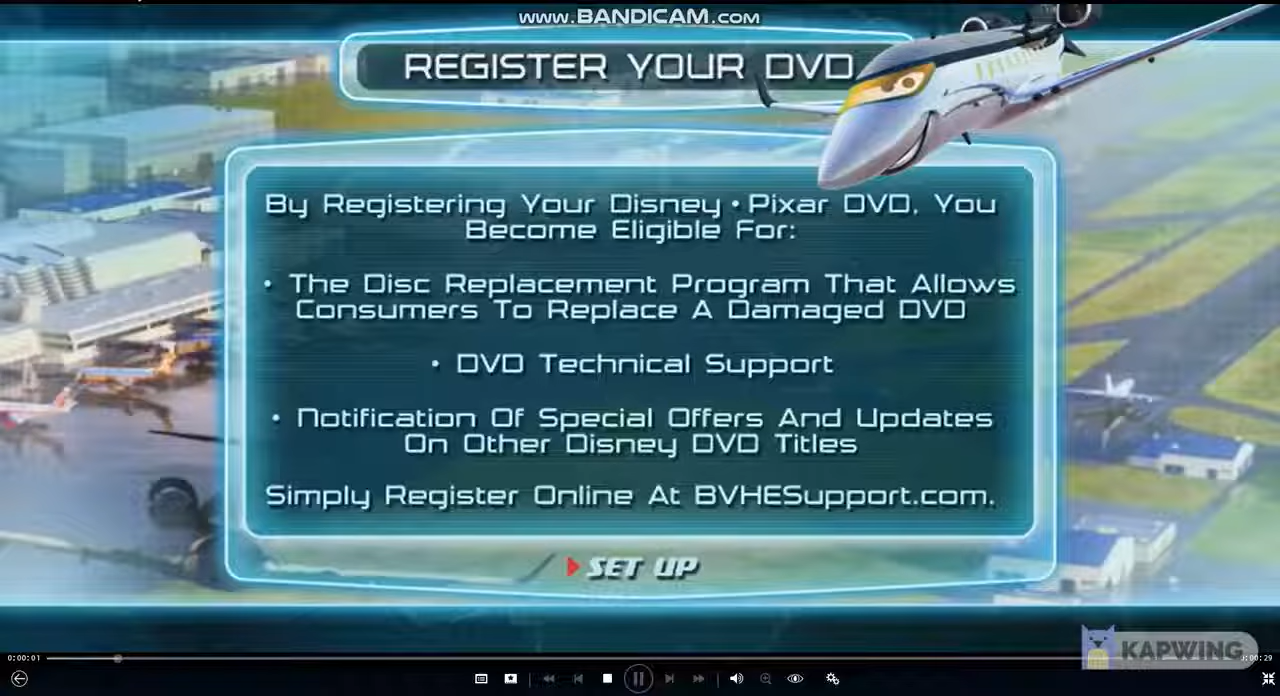 www.BANDICAM.com
REGISTER YOUR DVD
By Registering Your Disney • Pixar DVD, You
Become Eligible For:
• The Disc Replacement Program That Allows
Consumers To Replace A Damaged DVD
• DVD Technical Support
• Notification Of Special Offers And Updates
On Other Disney DVD Titles
Simply Register Online At BVHESupport.com.
SET UP
KAPWING
0:00:01
0:00:29